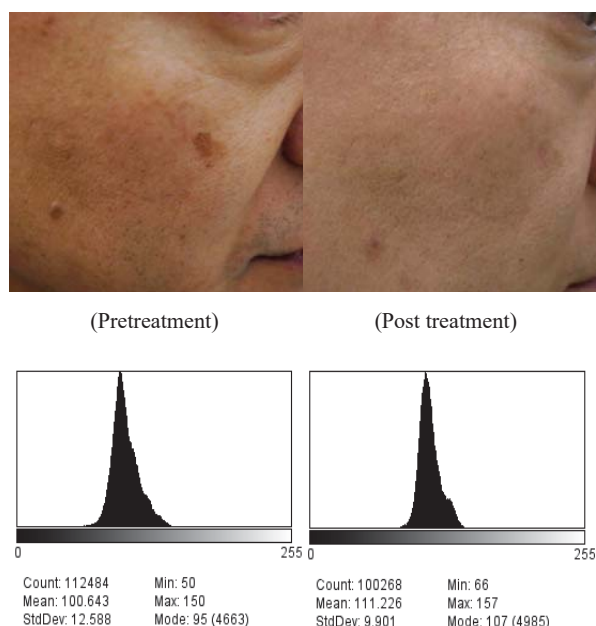 (Pretreatment) (Post treatment)
0 255 0 255
Count: 112484 Min: 50 Count: 100268 Min: 66
Mean: 100.643 Max: 150 Mean: 111.226 Max: 157
StdDev: 12.588 Mode: 95 (4663) StdDev: 9.901 Mode: 107 (4985)